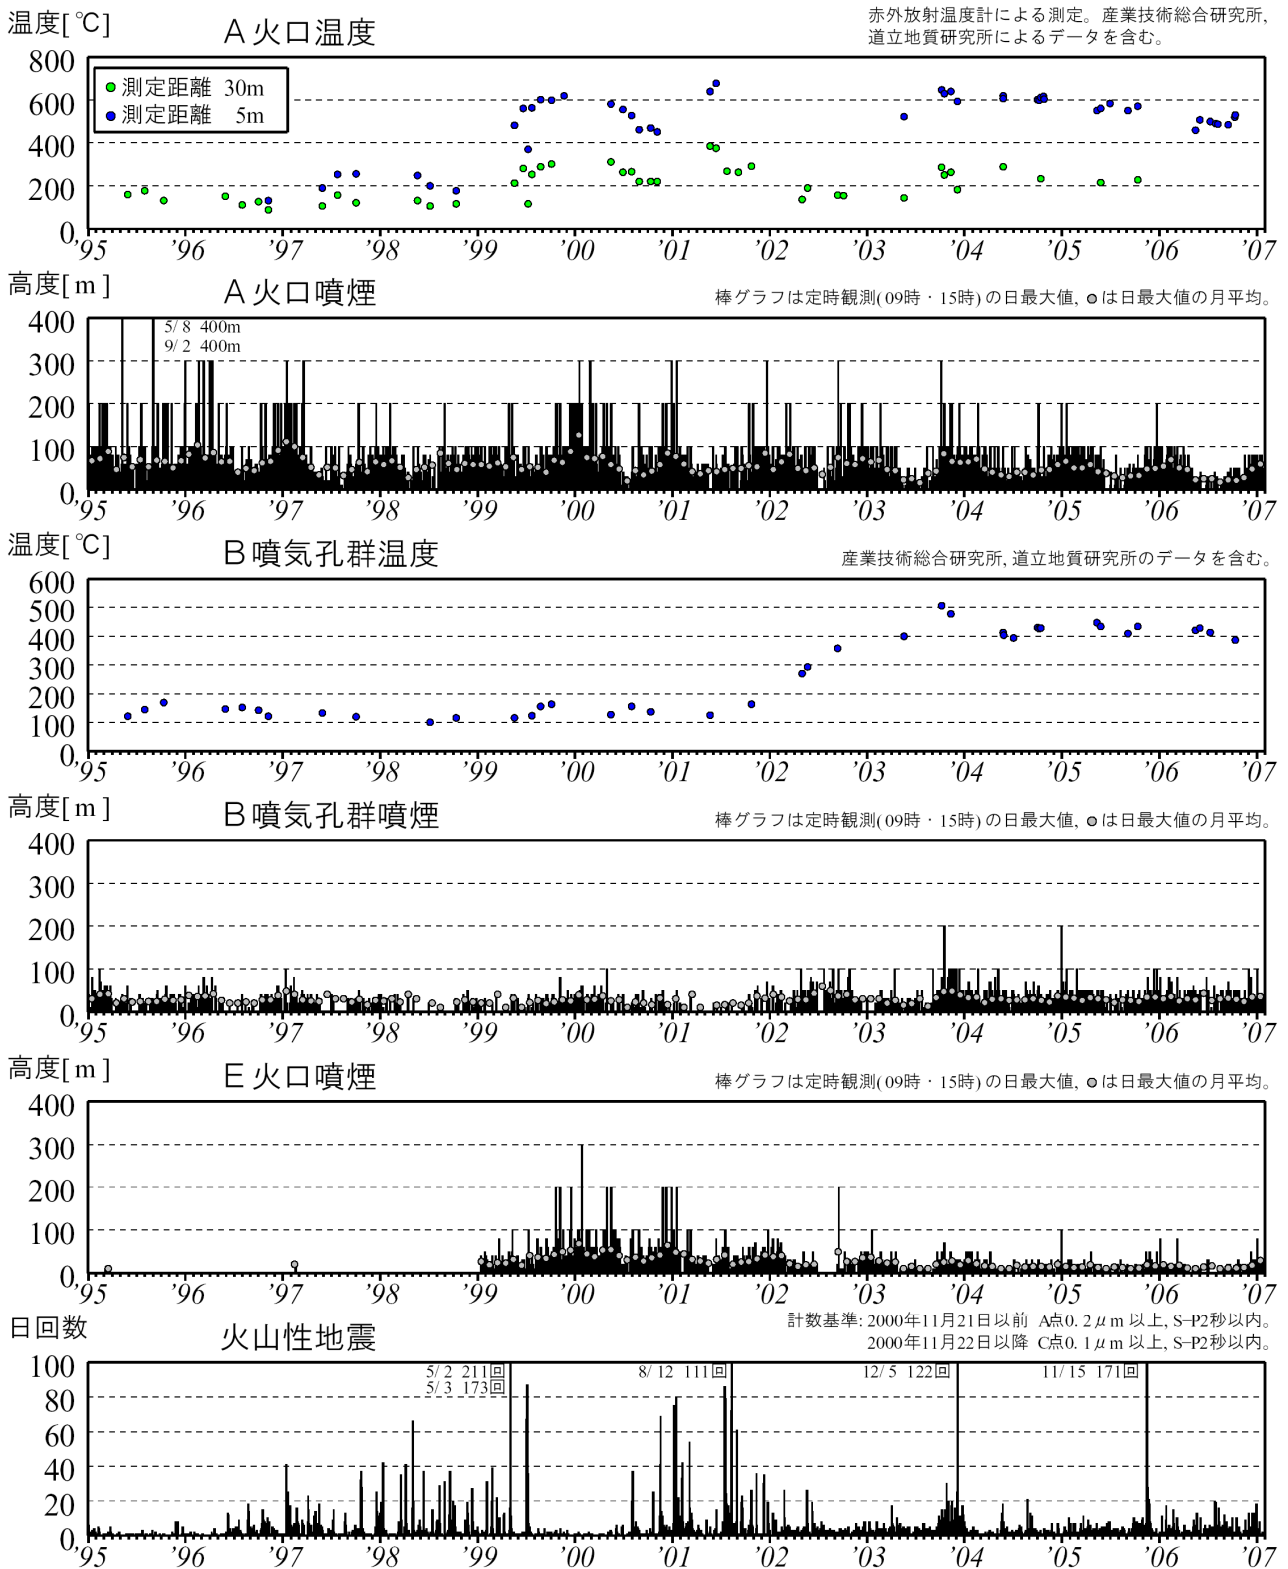 温度[℃]
A火口温度
赤外放射温度計による測定。産業技術総合研究所,
道立地質研究所によるデータを含む。
800
600
400
200
0
測定距離 30m
測定距離 5m
'95 '96 '97 '98 '99 '00 '01 '02 '03 '04 '05 '06 '07
高度[m]
A火口噴煙
棒グラフは定時観測(09時・15時)の日最大値, ●は日最大値の月平均。
400
300
200
100
0
5/8 400m
9/2 400m
'95 '96 '97 '98 '99 '00 '01 '02 '03 '04 '05 '06 '07
温度[℃]
B噴気孔群温度
産業技術総合研究所, 道立地質研究所のデータを含む。
600
500
400
300
200
100
0
'95 '96 '97 '98 '99 '00 '01 '02 '03 '04 '05 '06 '07
高度[m]
B噴気孔群噴煙
棒グラフは定時観測(09時・15時)の日最大値, ●は日最大値の月平均。
400
300
200
100
0
'95 '96 '97 '98 '99 '00 '01 '02 '03 '04 '05 '06 '07
高度[m]
E火口噴煙
棒グラフは定時観測(09時・15時)の日最大値, ●は日最大値の月平均。
400
300
200
100
0
'95 '96 '97 '98 '99 '00 '01 '02 '03 '04 '05 '06 '07
日回数
火山性地震
計数基準: 2000年11月21日以前 A点0.2μm以上, S-P2秒以内。
2000年11月22日以降 C点0.1μm以上, S-P2秒以内。
100
80
60
40
20
0
5/2 211回
5/3 173回
8/12 111回
12/5 122回
11/15 171回
'95 '96 '97 '98 '99 '00 '01 '02 '03 '04 '05 '06 '07